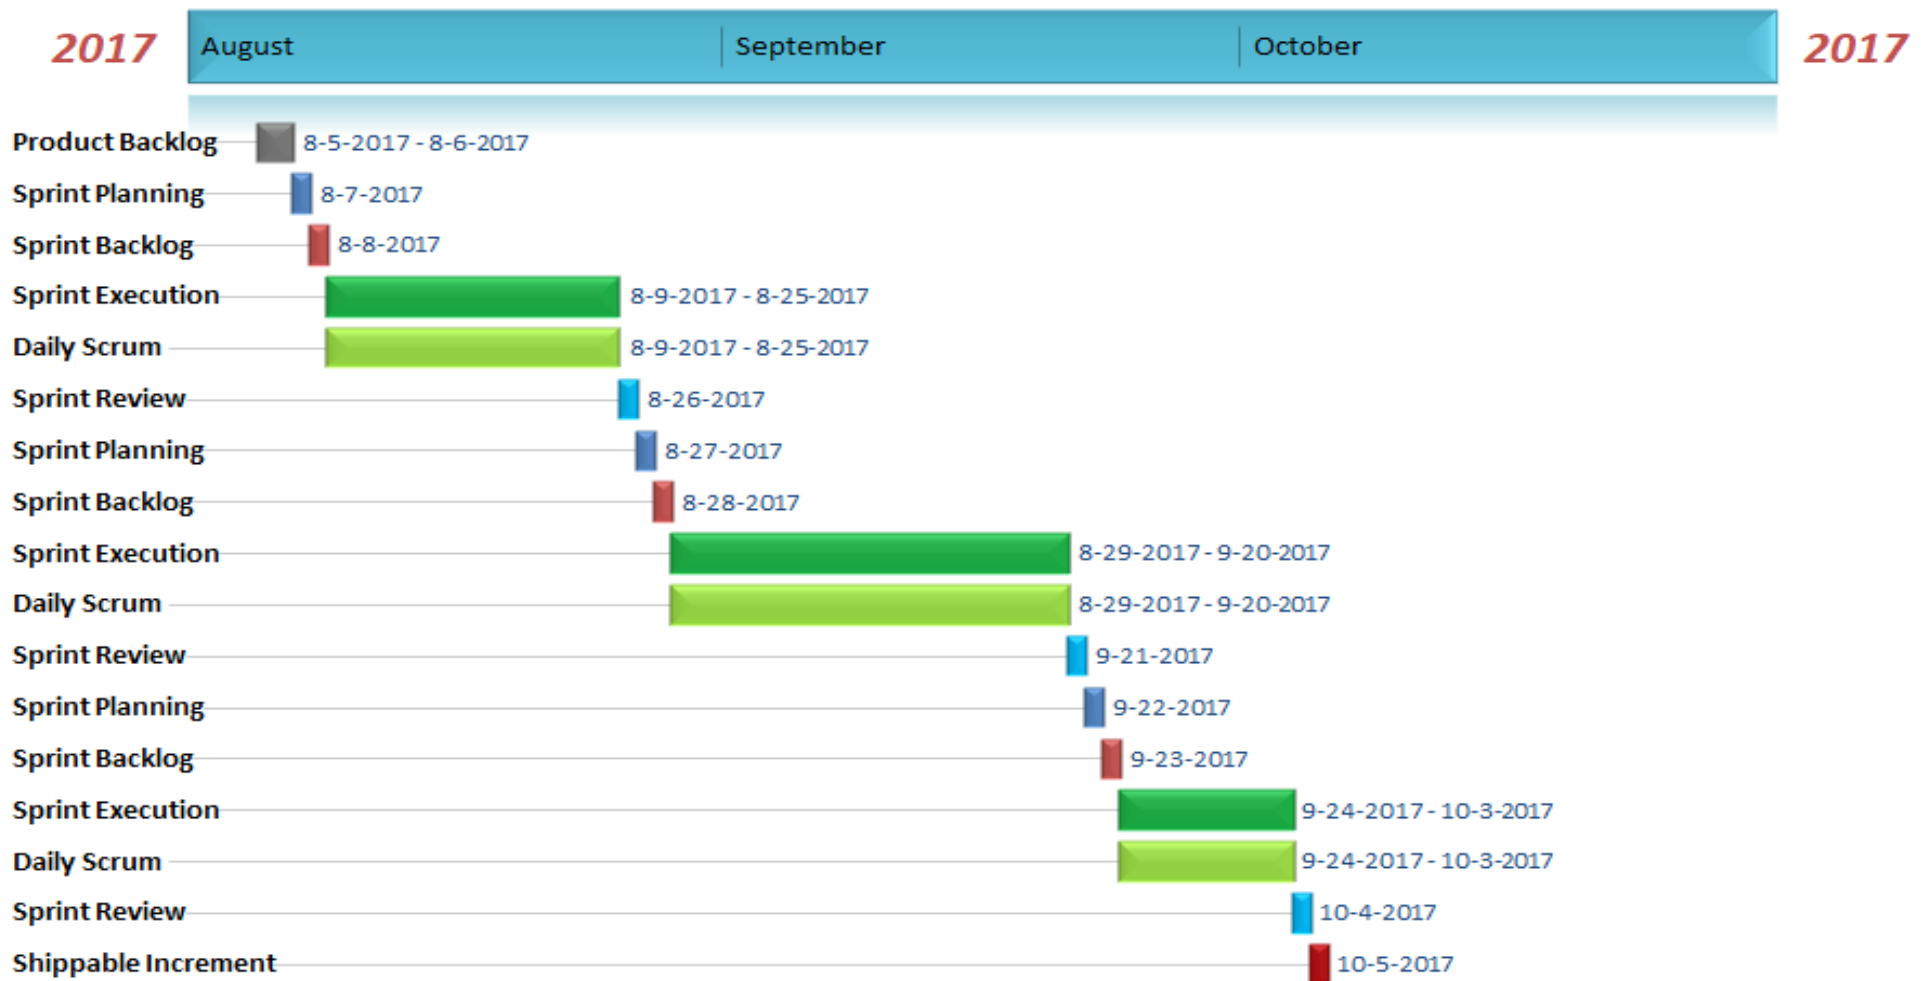 2017 August September October 2017
Product Backlog 8-5-2017 - 8-6-2017
Sprint Planning 8-7-2017
Sprint Backlog 8-8-2017
Sprint Execution 8-9-2017 - 8-25-2017
Daily Scrum 8-9-2017 - 8-25-2017
Sprint Review 8-26-2017
Sprint Planning 8-27-2017
Sprint Backlog 8-28-2017
Sprint Execution 8-29-2017 - 9-20-2017
Daily Scrum 8-29-2017 - 9-20-2017
Sprint Review 9-21-2017
Sprint Planning 9-22-2017
Sprint Backlog 9-23-2017
Sprint Execution 9-24-2017 - 10-3-2017
Daily Scrum 9-24-2017 - 10-3-2017
Sprint Review 10-4-2017
Shippable Increment 10-5-2017